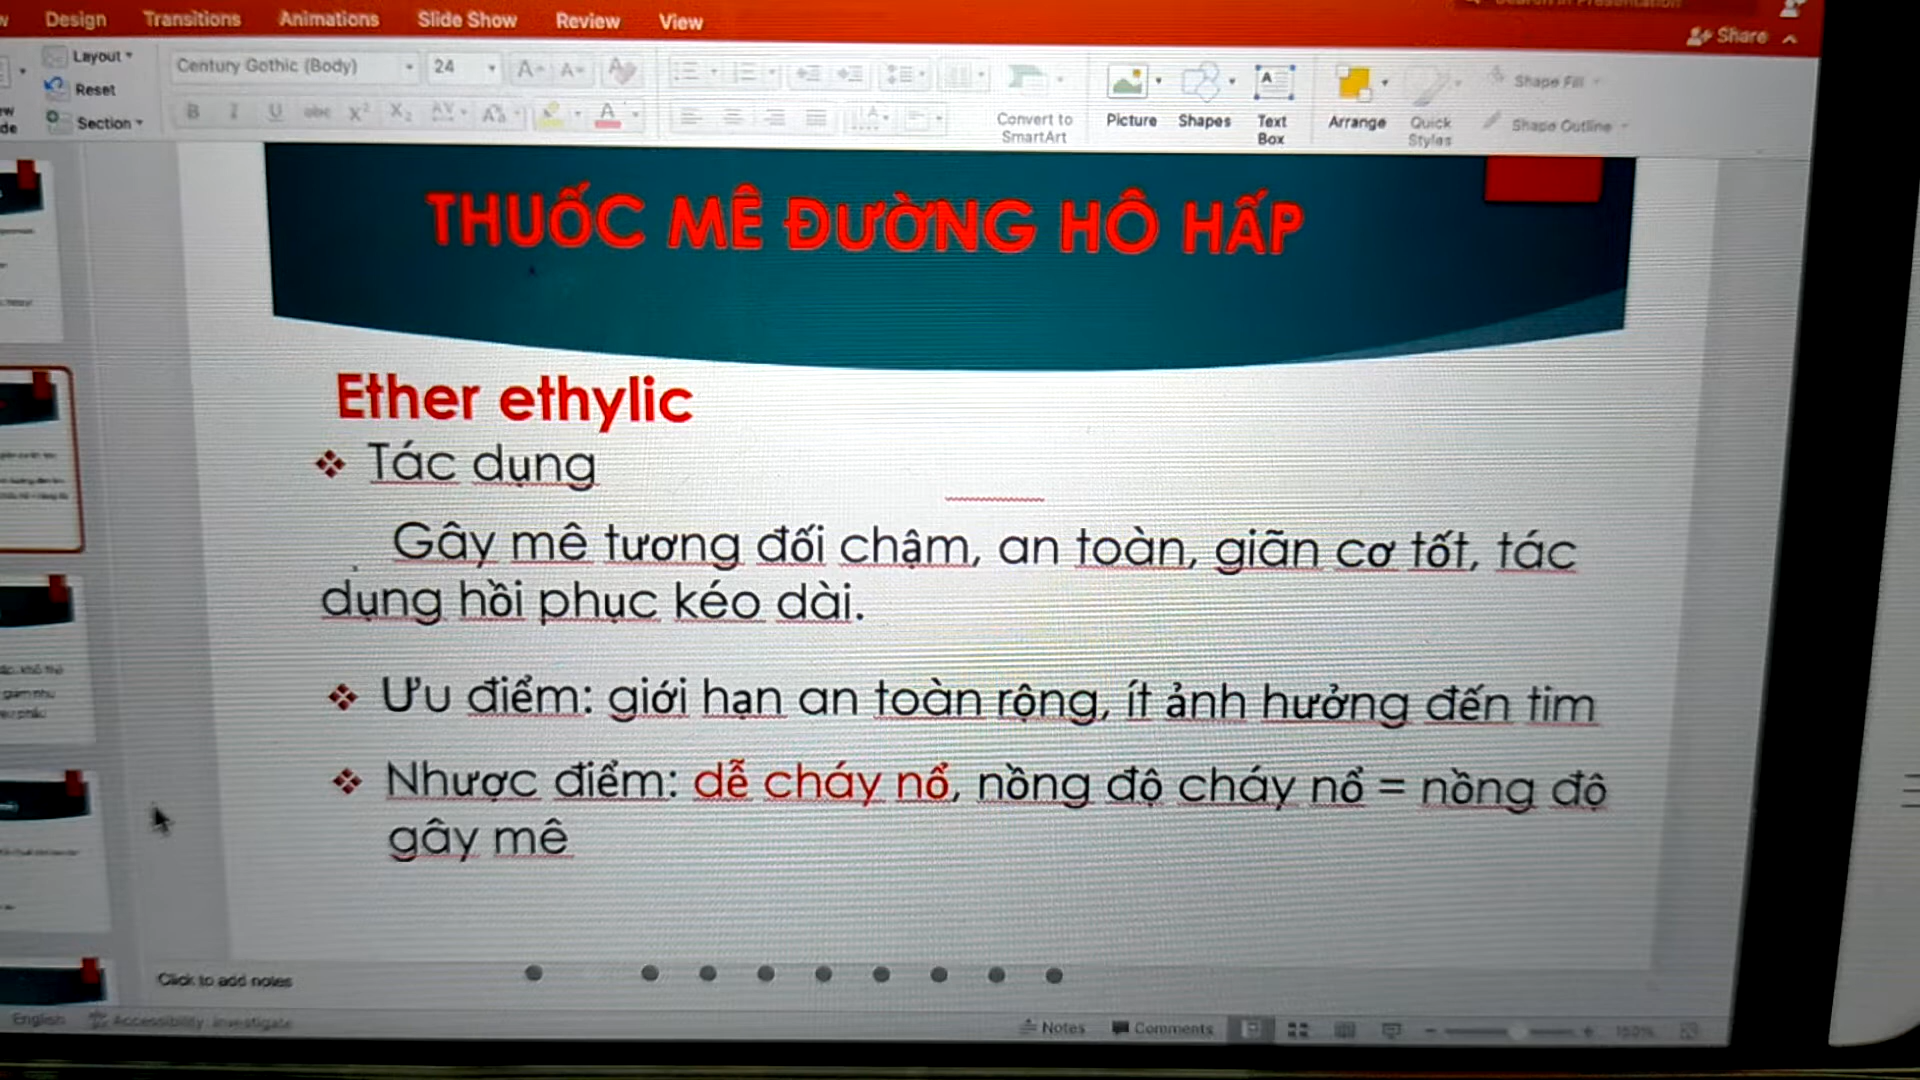 Design Transitions Animations Slide Show Review View
Share
Layout
Century Gothic (Body) 24
Reset
Section
Convert to SmartArt
Picture Shapes Text Box Arrange Quick Styles
Shape Fill
Shape Outline
THUỐC MÊ ĐƯỜNG HÔ HẤP
Ether ethylic
Tác dụng
Gây mê tương đối chậm, an toàn, giãn cơ tốt, tác
dụng hồi phục kéo dài.
Ưu điểm: giới hạn an toàn rộng, ít ảnh hưởng đến tim
Nhược điểm: dễ cháy nổ, nồng độ cháy nổ = nồng độ
gây mê
Click to add notes
English Accessibility: Investigate
Notes Comments